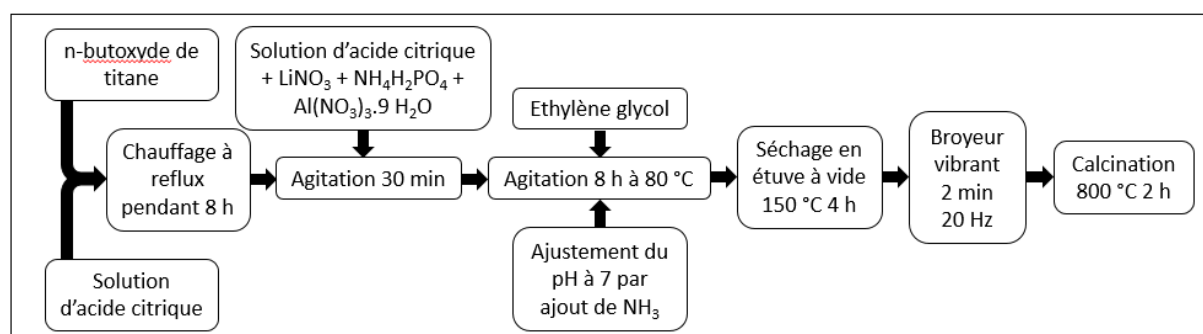 n-butoxyde de
titane
Solution
d'acide citrique
Chauffage à
reflux
pendant 8 h
Solution d'acide citrique
+ LiNO3 + NH4H2PO4 +
Al(NO3)3.9 H2O
Agitation 30 min
Ethylène glycol
Agitation 8 h à 80 °C
Ajustement du
pH à 7 par
ajout de NH3
Séchage en
étuve à vide
150 °C 4 h
Broyeur
vibrant
2 min
20 Hz
Calcination
800 °C 2 h